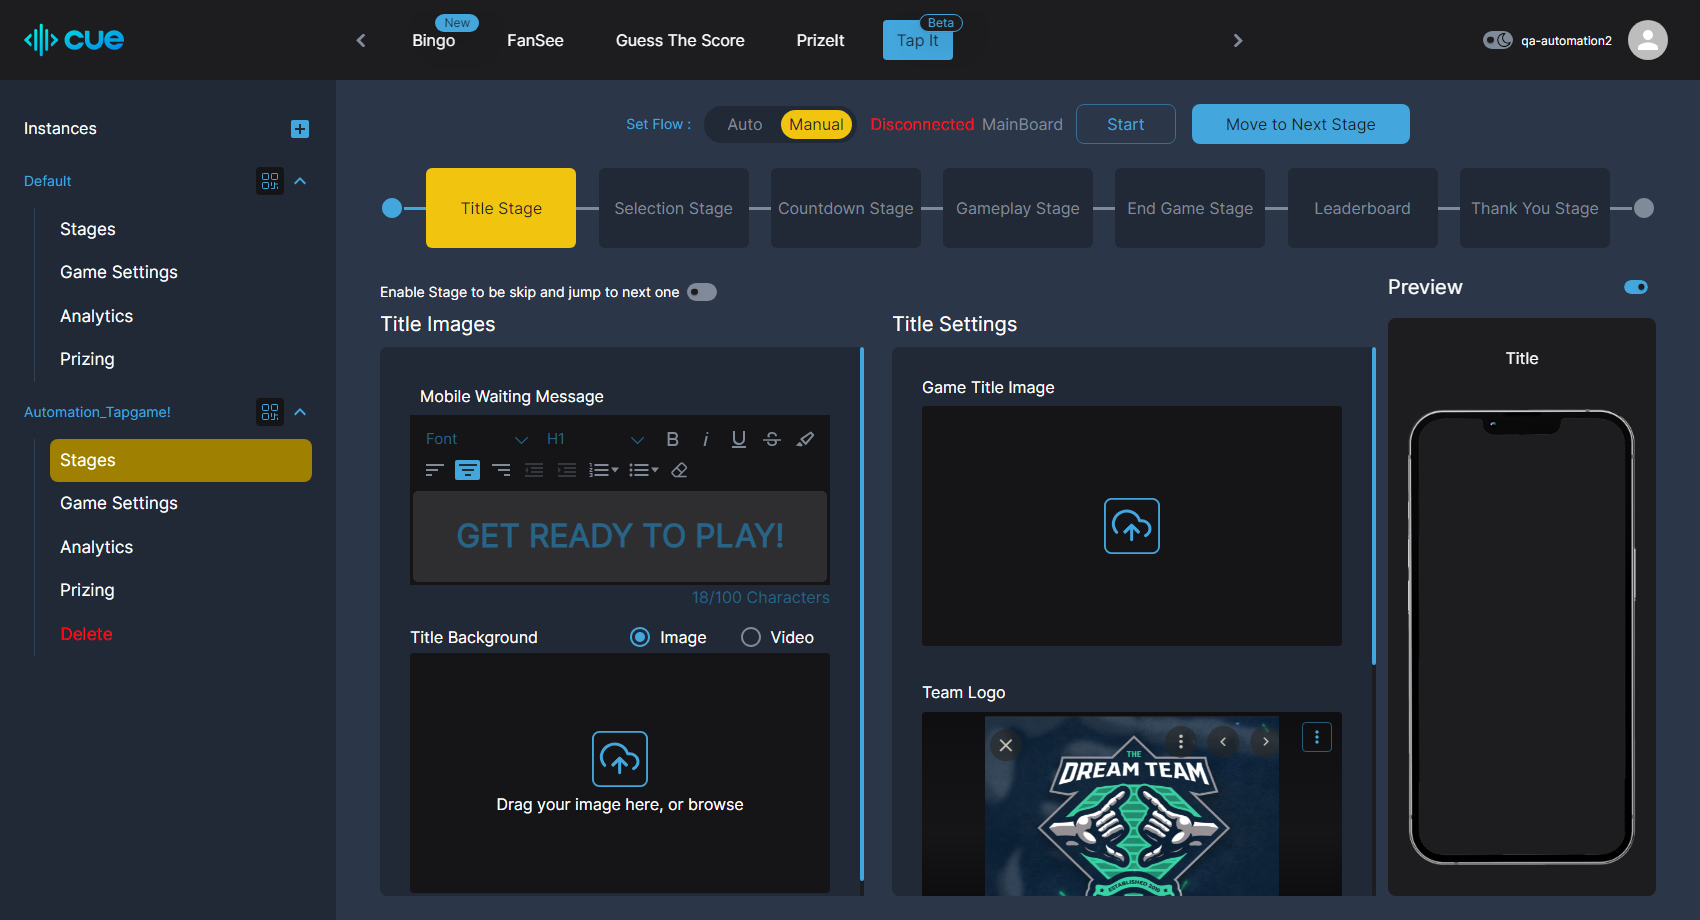 cue
New
Bingo
FanSee
Guess The Score
PrizeIt
Beta
Tap It
qa-automation2
Instances
Default
Stages
Game Settings
Analytics
Prizing
Automation_Tapgame!
Stages
Game Settings
Analytics
Prizing
Delete
Set Flow :
Auto
Manual
Disconnected MainBoard
Start
Move to Next Stage
Title Stage
Selection Stage
Countdown Stage
Gameplay Stage
End Game Stage
Leaderboard
Thank You Stage
Enable Stage to be skip and jump to next one
Title Images
Mobile Waiting Message
Font
H1
B i U S
GET READY TO PLAY!
18/100 Characters
Title Background
Image
Video
Drag your image here, or browse
Title Settings
Game Title Image
Team Logo
THE
DREAM TEAM
ESTABLISHED 2010
Preview
Title